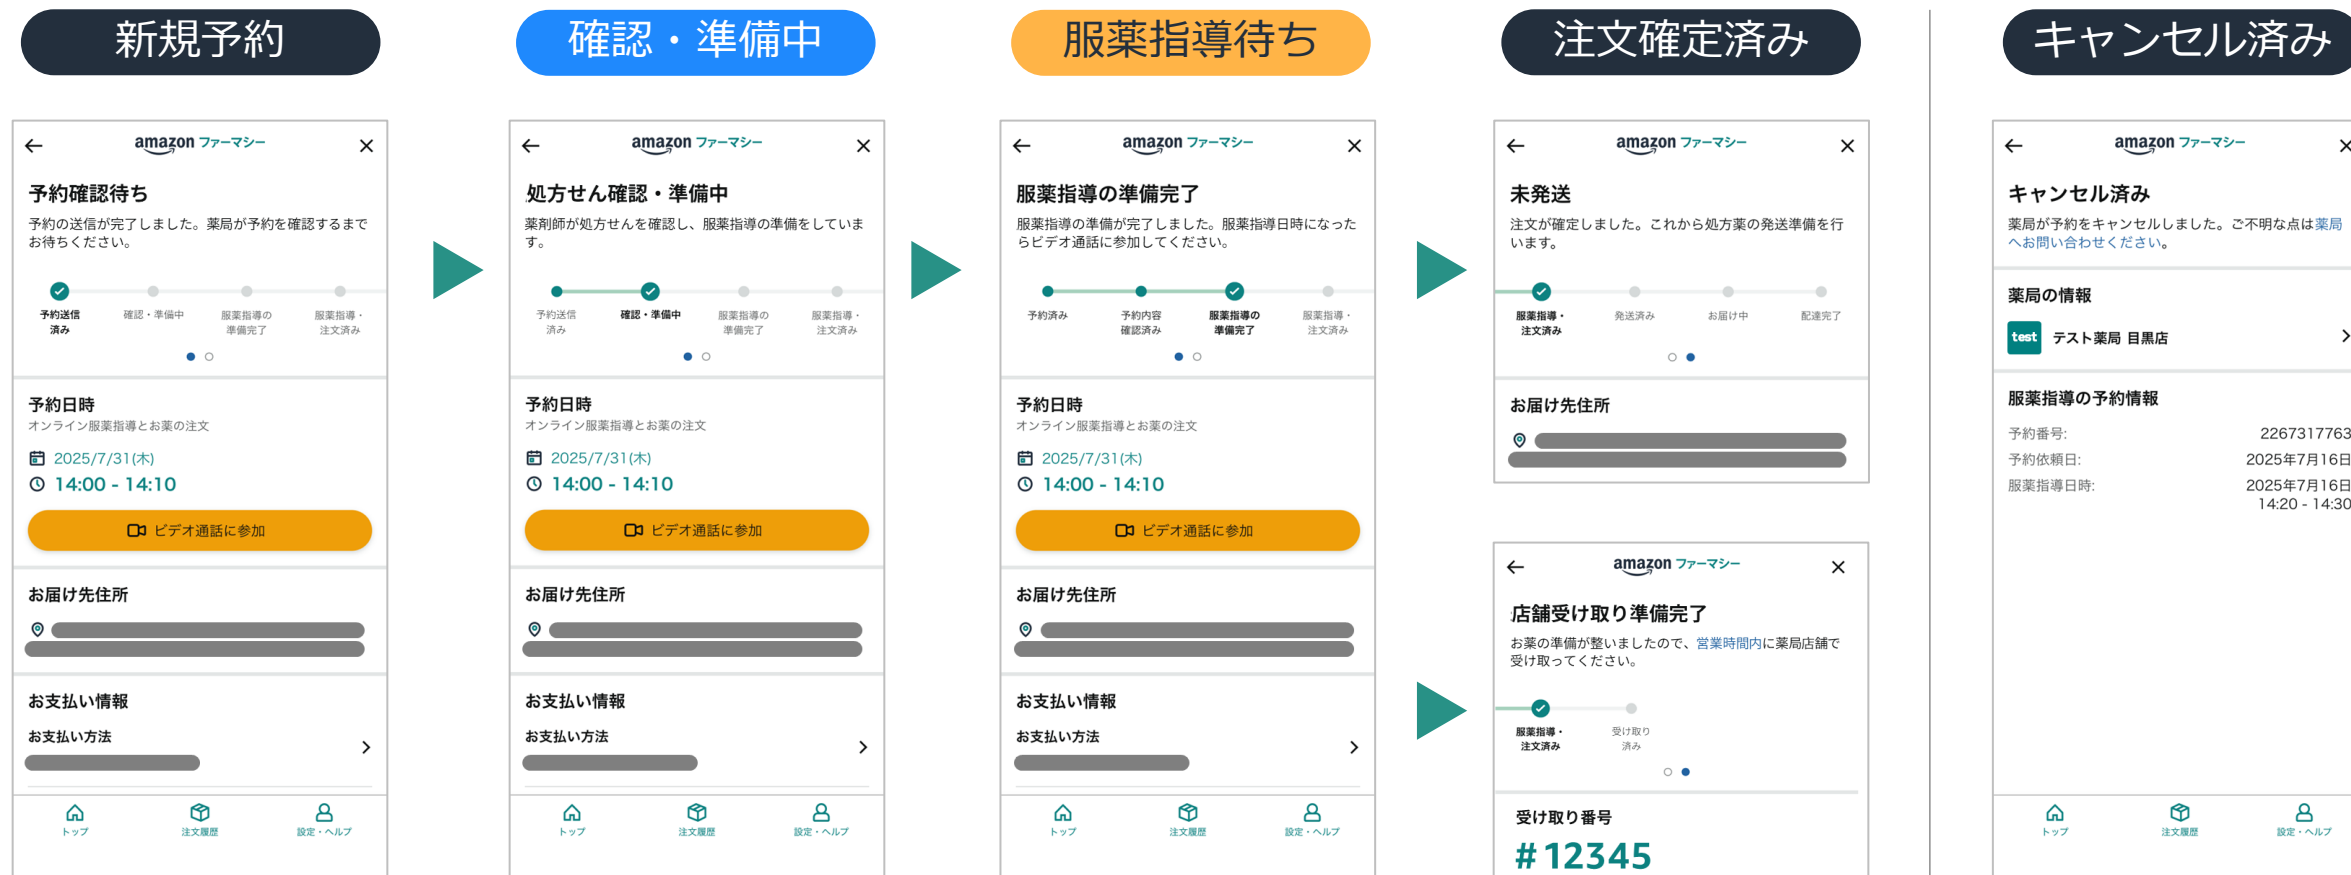 新規予約
amazon ファーマシー
予約確認待ち
予約の送信が完了しました。薬局が予約を確認するまで
お待ちください。
予約送信
済み
確認・準備中
服薬指導の
準備完了
服薬指導・
注文済み
予約日時
オンライン服薬指導とお薬の注文
2025/7/31(木)
14:00 - 14:10
ビデオ通話に参加
お届け先住所
お支払い情報
お支払い方法
トップ
注文履歴
設定・ヘルプ
確認・準備中
amazon ファーマシー
処方せん確認・準備中
薬剤師が処方せんを確認し、服薬指導の準備をしていま
す。
予約送信
済み
確認・準備中
服薬指導の
準備完了
服薬指導・
注文済み
予約日時
オンライン服薬指導とお薬の注文
2025/7/31(木)
14:00 - 14:10
ビデオ通話に参加
お届け先住所
お支払い情報
お支払い方法
トップ
注文履歴
設定・ヘルプ
服薬指導待ち
amazon ファーマシー
服薬指導の準備完了
服薬指導の準備が完了しました。服薬指導日時になった
らビデオ通話に参加してください。
予約済み
予約内容
確認済み
服薬指導の
準備完了
服薬指導・
注文済み
予約日時
オンライン服薬指導とお薬の注文
2025/7/31(木)
14:00 - 14:10
ビデオ通話に参加
お届け先住所
お支払い情報
お支払い方法
トップ
注文履歴
設定・ヘルプ
注文確定済み
amazon ファーマシー
未発送
注文が確定しました。これから処方薬の発送準備を行
います。
服薬指導・
注文済み
発送済み
お届け中
配達完了
お届け先住所
amazon ファーマシー
店舗受け取り準備完了
お薬の準備が整いましたので、営業時間内に薬局店舗で
受け取ってください。
服薬指導・
注文済み
受け取り
済み
受け取り番号
#12345
キャンセル済み
amazon ファーマシー
キャンセル済み
薬局が予約をキャンセルしました。ご不明な点は薬局
へお問い合わせください。
薬局の情報
test テスト薬局 目黒店
服薬指導の予約情報
予約番号: 2267317763
予約依頼日: 2025年7月16日
服薬指導日時: 2025年7月16日
14:20 - 14:30
トップ
注文履歴
設定・ヘルプ